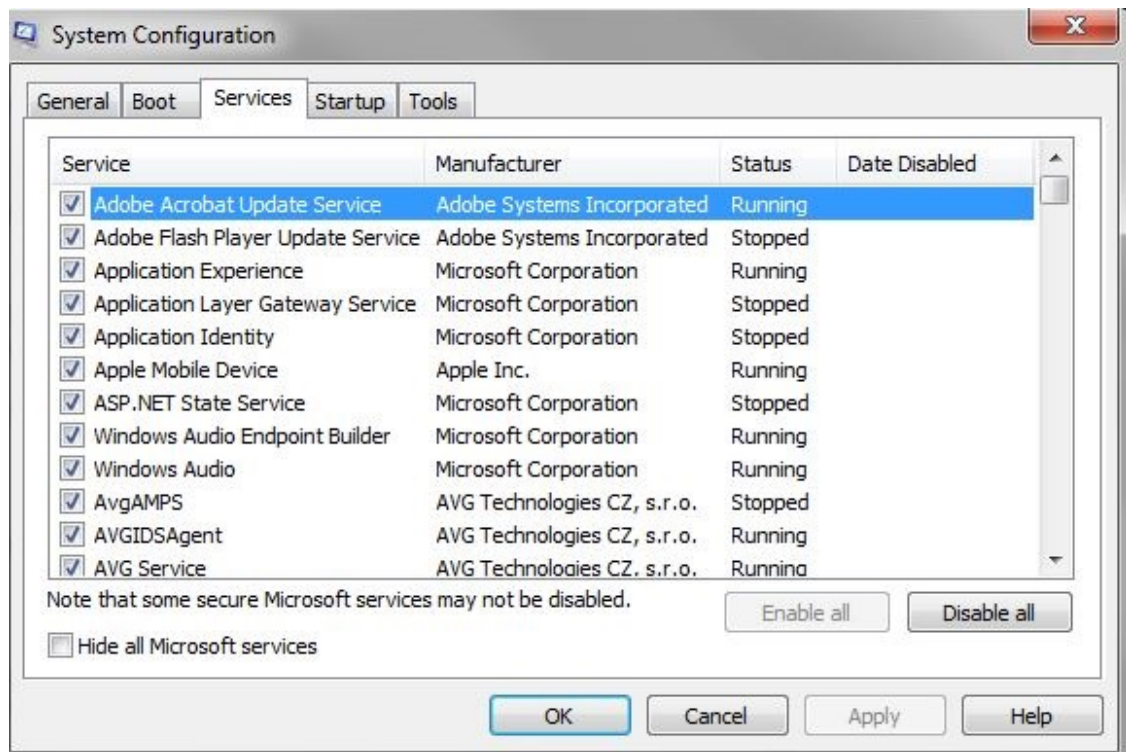 System Configuration
General Boot Services Startup Tools
Service Manufacturer Status Date Disabled
Adobe Acrobat Update Service Adobe Systems Incorporated Running
Adobe Flash Player Update Service Adobe Systems Incorporated Stopped
Application Experience Microsoft Corporation Running
Application Layer Gateway Service Microsoft Corporation Stopped
Application Identity Microsoft Corporation Stopped
Apple Mobile Device Apple Inc. Running
ASP.NET State Service Microsoft Corporation Stopped
Windows Audio Endpoint Builder Microsoft Corporation Running
Windows Audio Microsoft Corporation Running
AvgAMPS AVG Technologies CZ, s.r.o. Stopped
AVGIDSAgent AVG Technologies CZ, s.r.o. Running
AVG Service AVG Technologies CZ, s.r.o. Running
Note that some secure Microsoft services may not be disabled.
Enable all Disable all
Hide all Microsoft services
OK Cancel Apply Help